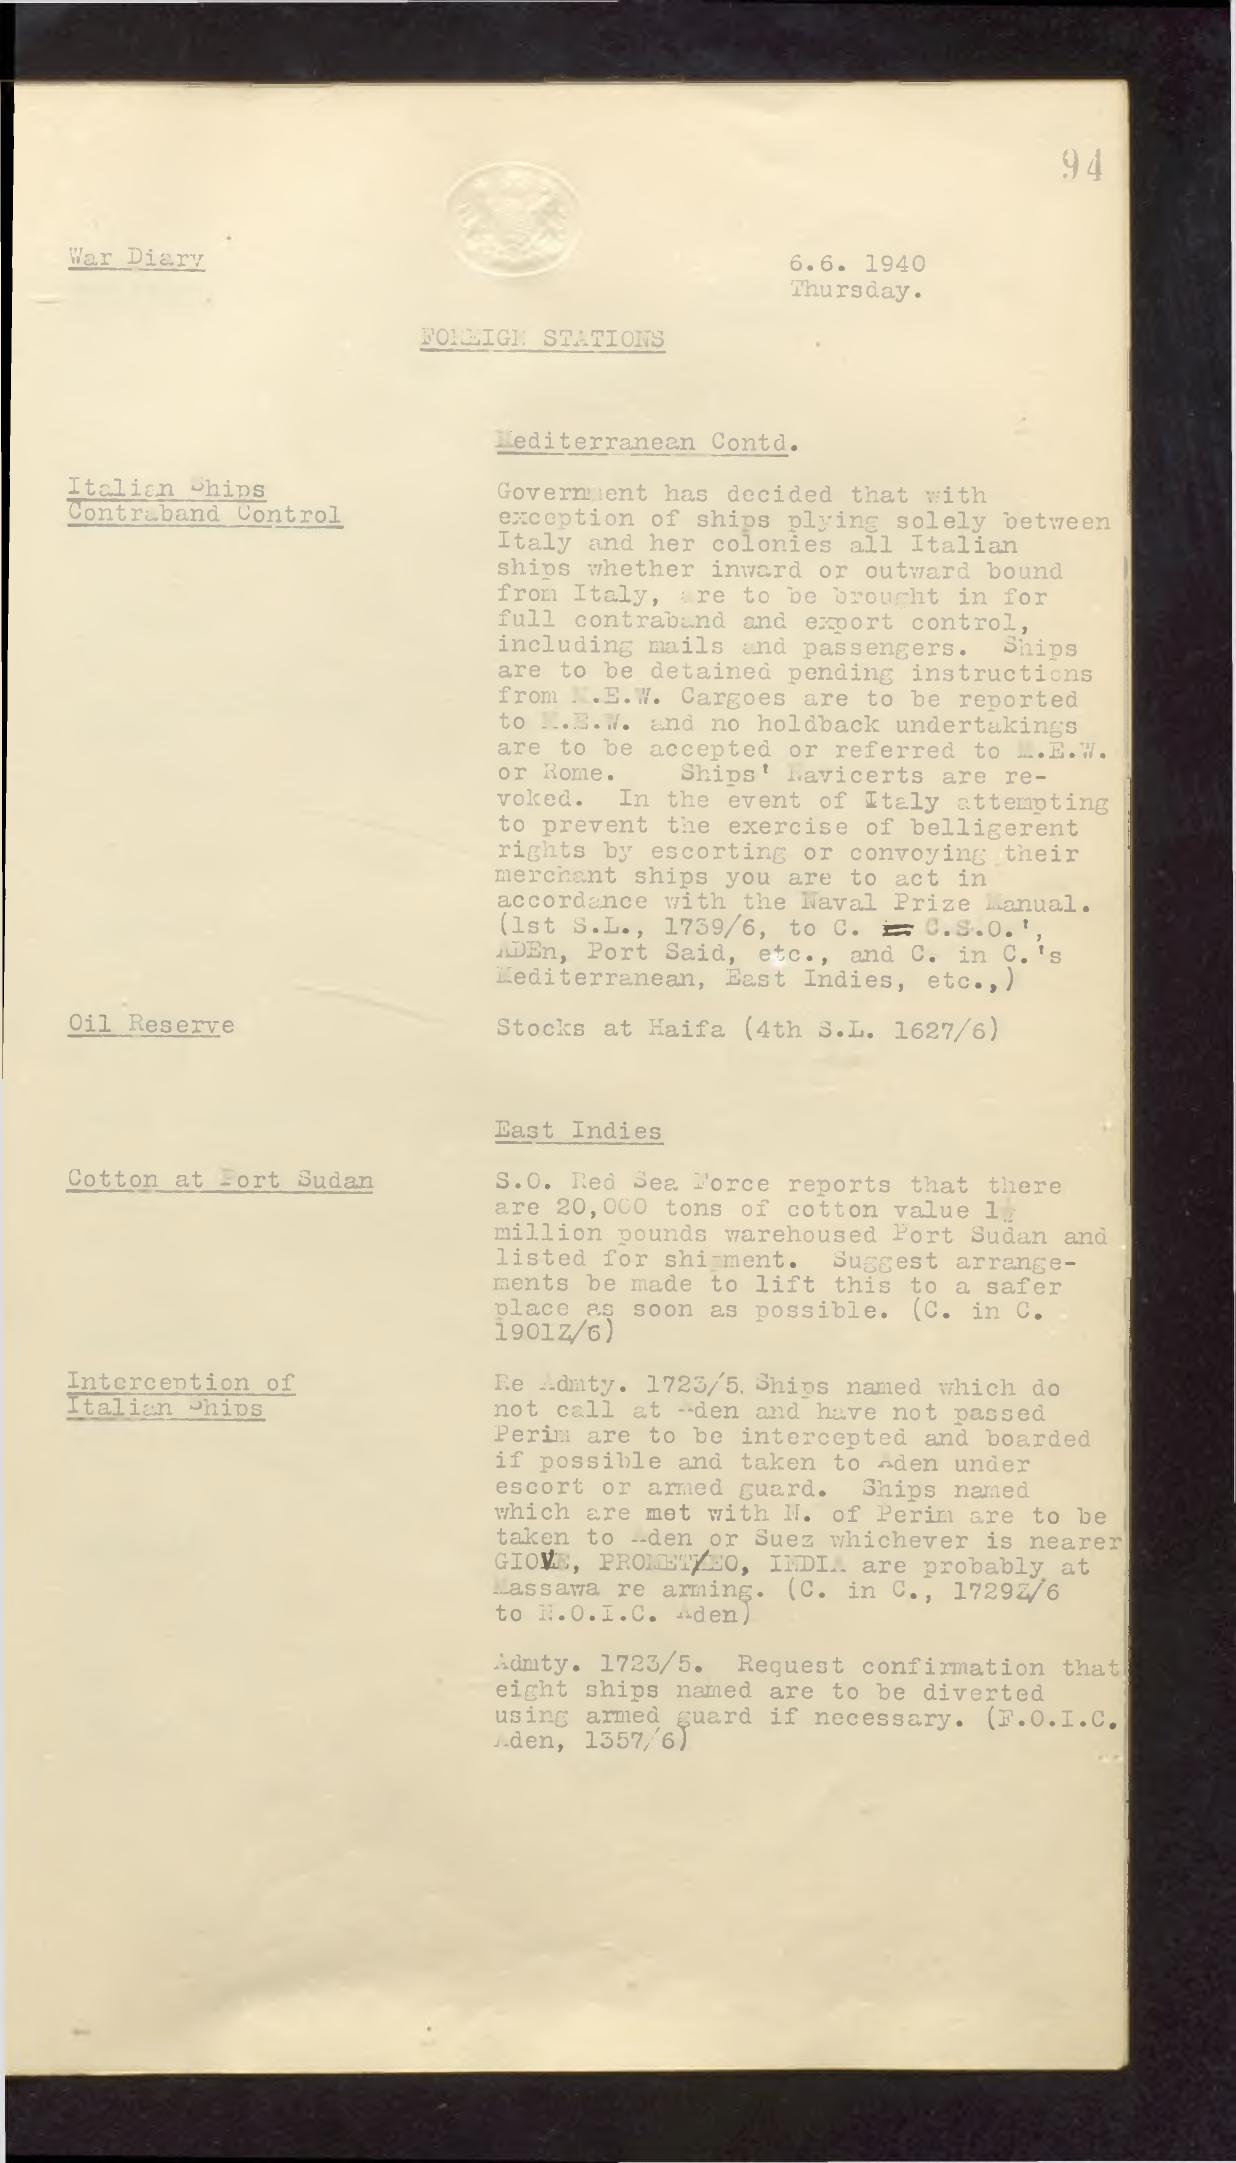 94
War Diary
6.6. 1940
Thursday.
FOREIGN STATIONS
Mediterranean Contd.
Italian Ships
Contraband Control
Government has decided that with
exception of ships plying solely between
Italy and her colonies all Italian
ships whether inward or outward bound
from Italy, are to be brought in for
full contraband and export control,
including mails and passengers. Ships
are to be detained pending instructions
from M.E.W. Cargoes are to be reported
to M.E.W. and no holdback undertakings
are to be accepted or referred to M.E.W.
or Rome. Ships' Navicerts are re-
voked. In the event of Italy attempting
to prevent the exercise of belligerent
rights by escorting or convoying their
merchant ships you are to act in
accordance with the Naval Prize Manual.
(1st S.L., 1739/6, to C. C.S.O.',
ADEn, Port Said, etc., and C. in C.'s
Mediterranean, East Indies, etc.,)
Oil Reserve
Stocks at Haifa (4th S.L. 1627/6)
East Indies
Cotton at Port Sudan
S.O. Red Sea Force reports that there
are 20,000 tons of cotton value
million pounds warehoused Port Sudan and
listed for shipment. Suggest arrange-
ments be made to lift this to a safer
place as soon as possible. (C. in C.
1901Z/6)
Interception of
Italian Ships
Re Admty. 1723/5. Ships named which do
not call at Aden and have not passed
Perim are to be intercepted and boarded
if possible and taken to Aden under
escort or armed guard. Ships named
which are met with N. of Perim are to be
taken to Aden or Suez whichever is nearer
GIOVE, PROMETEO, INDIA are probably at
Massawa re arming. (C. in C., 1729Z/6
to N.O.I.C. Aden)
Admty. 1723/5. Request confirmation that
eight ships named are to be diverted
using armed guard if necessary. (F.O.I.C.
Aden, 1357/6)